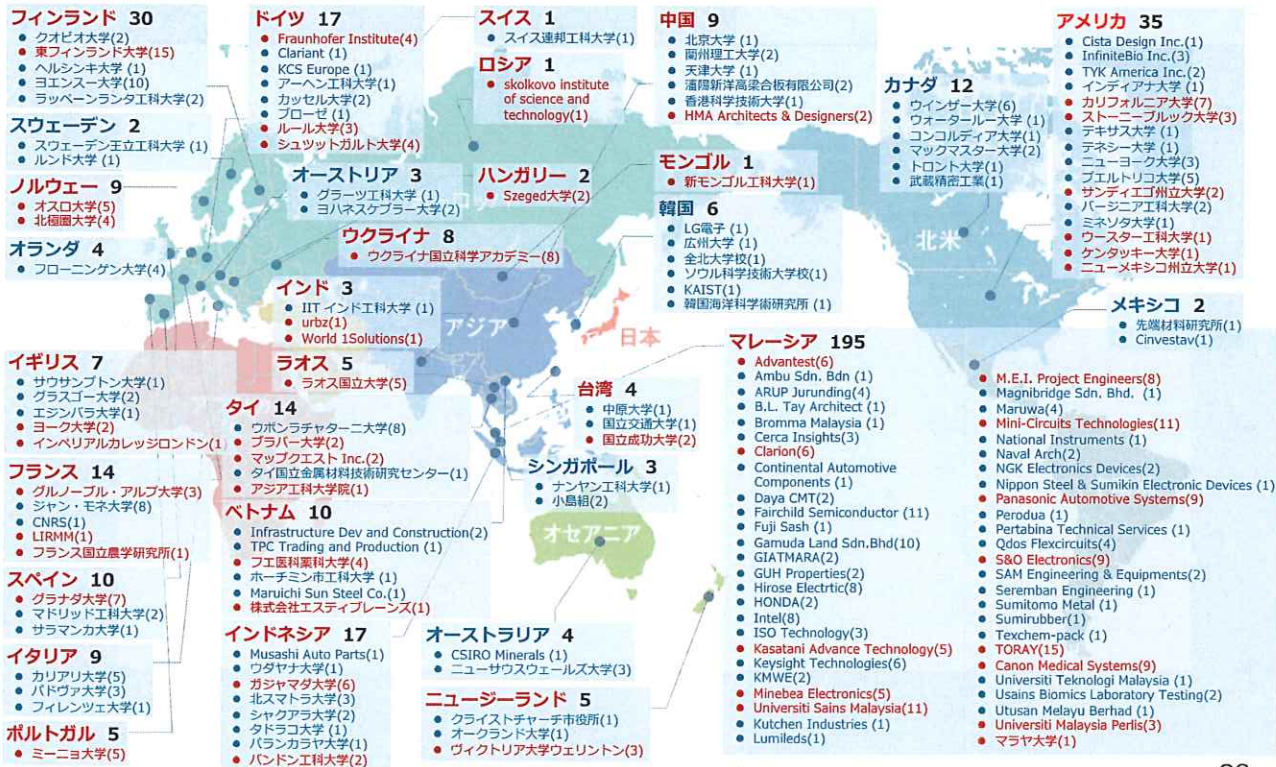 フィンランド 30
クオピオ大学(2)
東フィンランド大学(15)
ヘルシンキ大学 (1)
ヨエンスー大学(10)
ラッペーンランタ工科大学(2)
スウェーデン 2
スウェーデン王立工科大学 (1)
ルンド大学 (1)
ノルウェー 9
オスロ大学(5)
北極圏大学(4)
オランダ 4
フローニンゲン大学(4)
イギリス 7
サウサンプトン大学(1)
グラスゴー大学(2)
エジンバラ大学(1)
ヨーク大学(2)
インペリアルカレッジロンドン(1)
フランス 14
グルノーブル・アルプ大学(3)
ジャン・モネ大学(8)
CNRS(1)
LIRMM(1)
フランス国立農学研究所(1)
スペイン 10
グラナダ大学(7)
マドリッド工科大学(2)
サラマンカ大学(1)
イタリア 9
カリアリ大学(5)
パドヴァ大学(3)
フィレンツェ大学(1)
ポルトガル 5
ミーニョ大学(5)
ドイツ 17
Fraunhofer Institute(4)
Clariant (1)
KCS Europe (1)
アーヘン工科大学(1)
カッセル大学(2)
ブローゼ (1)
ルール大学(3)
シュツットガルト大学(4)
オーストリア 3
グラーツ工科大学 (1)
ヨハネスケプラー大学(2)
ウクライナ 8
ウクライナ国立科学アカデミー(8)
インド 3
IIT インド工科大学 (1)
urbz(1)
World 1Solutions(1)
ラオス 5
ラオス国立大学(5)
タイ 14
ウボンラチャターニ大学(8)
ブラパー大学(2)
マップクエスト Inc.(2)
タイ国立金属材料技術研究センター(1)
アジア工科大学院(1)
ベトナム 10
Infrastructure Dev and Construction(2)
TPC Trading and Production (1)
フエ医科薬科大学(4)
ホーチミン市工科大学 (1)
Maruichi Sun Steel Co.(1)
株式会社エスティブレーンズ(1)
インドネシア 17
Musashi Auto Parts(1)
ウダヤナ大学(1)
ガジャマダ大学(6)
北スマトラ大学(3)
シャクアラ大学(2)
タドラコ大学 (1)
パランカラヤ大学(1)
バンドン工科大学(2)
スイス 1
スイス連邦工科大学(1)
ロシア 1
skolkovo institute
of science and
technology(1)
ハンガリー 2
Szeged大学(2)
中国 9
北京大学 (1)
蘭州理工大学(2)
天津大学 (1)
瀋陽新洋高梁合板有限公司(2)
香港科学技術大学(1)
HMA Architects & Designers(2)
モンゴル 1
新モンゴル工科大学(1)
韓国 6
LG電子 (1)
広州大学 (1)
全北大学校(1)
ソウル科学技術大学校(1)
KAIST(1)
韓国海洋科学術研究所 (1)
アジア
日本
台湾 4
中原大学(1)
国立交通大学(1)
国立成功大学(2)
シンガポール 3
ナンヤン工科大学(1)
小島組(2)
オセアニア
オーストラリア 4
CSIRO Minerals (1)
ニューサウスウェールズ大学(3)
ニュージーランド 5
クライストチャーチ市役所(1)
オークランド大学(1)
ヴィクトリア大学ウェリントン(3)
カナダ 12
ウインザー大学(6)
ウォータールー大学(1)
コンコルディア大学(1)
マックマスター大学(2)
トロント大学(1)
武蔵精密工業(1)
北米
アメリカ 35
Cista Design Inc.(1)
InfiniteBio Inc.(3)
TYK America Inc.(2)
インディアナ大学 (1)
カリフォルニア大学(7)
ストーニーブルック大学(3)
テキサス大学 (1)
テネシー大学 (1)
ニューヨーク大学(3)
プエルトリコ大学(5)
サンディエゴ州立大学(2)
バージニア工科大学(2)
ミネソタ大学(1)
ウースター工科大学(1)
ケンタッキー大学(1)
ニューメキシコ州立大学(1)
メキシコ 2
先端材料研究所(1)
Cinvestav(1)
マレーシア 195
Advantest(6)
Ambu Sdn. Bdn (1)
ARUP Jurunding(4)
B.L. Tay Architect (1)
Bromma Malaysia (1)
Cerca Insights(3)
Clarion(6)
Continental Automotive
Components (1)
Daya CMT(2)
Fairchild Semiconductor (11)
Fuji Sash (1)
Gamuda Land Sdn.Bhd(10)
GIATMARA(2)
GUH Properties(2)
Hirose Electrtic(8)
HONDA(2)
Intel(8)
ISO Technology(3)
Kasatani Advance Technology(5)
Keysight Technologies(6)
KMWE(2)
Minebea Electronics(5)
Universiti Sains Malaysia(11)
Kutchen Industries (1)
Lumileds(1)
M.E.I. Project Engineers(8)
Magnibridge Sdn. Bhd. (1)
Maruwa(4)
Mini-Circuits Technologies(11)
National Instruments (1)
Naval Arch(2)
NGK Electronics Devices(2)
Nippon Steel & Sumikin Electronic Devices (1)
Panasonic Automotive Systems(9)
Perodua (1)
Pertabina Technical Services (1)
Qdos Flexcircuits(4)
S&O Electronics(9)
SAM Engineering & Equipments(2)
Seremban Engineering (1)
Sumitomo Metal (1)
Sumirubber(1)
Texchem-pack (1)
TORAY(15)
Canon Medical Systems(9)
Universiti Teknologi Malaysia (1)
Usains Biomics Laboratory Testing(2)
Utusan Melayu Berhad (1)
Universiti Malaysia Perlis(3)
マラヤ大学(1)